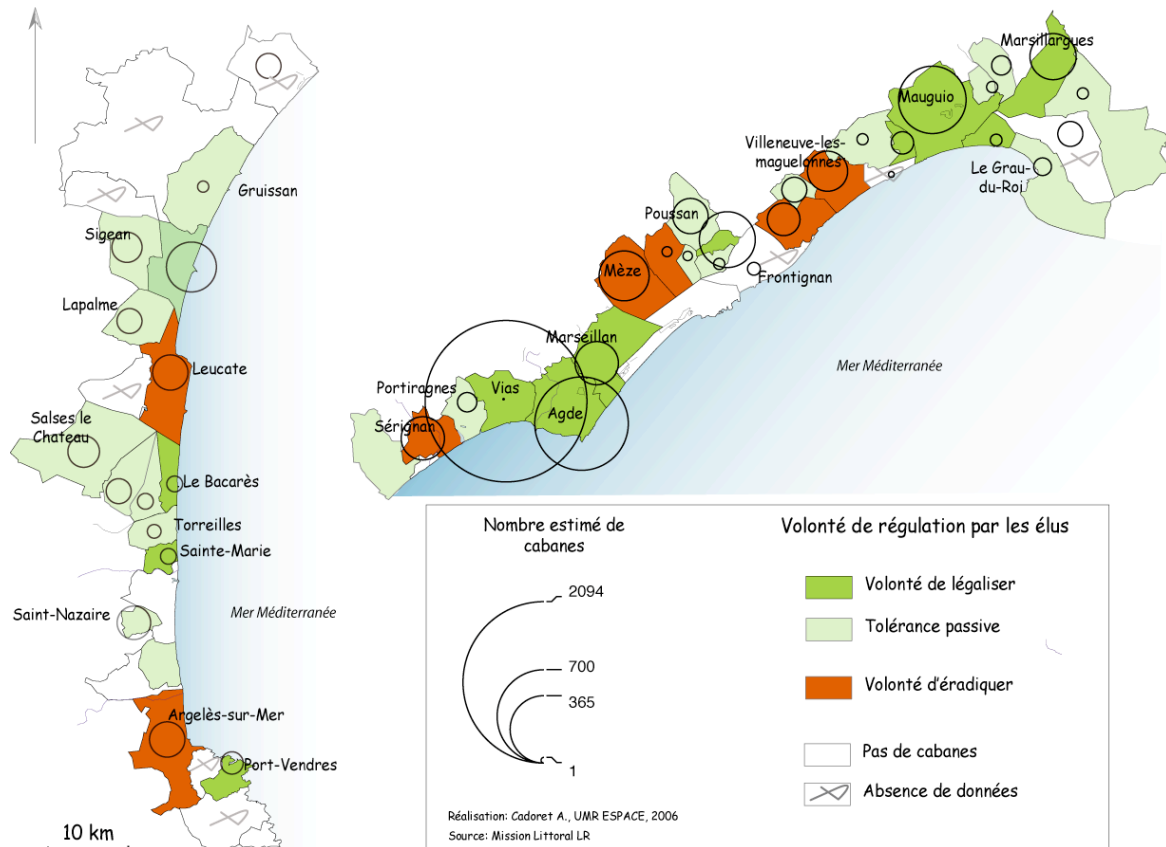 Gruissan
Sigean
Lapalme
Leucate
Salses le
Chateau
Le Bacarès
Torreilles
Sainte-Marie
Saint-Nazaire
Mer Méditerranée
Argelès-sur-Mer
Port-Vendres
10 km
Marsillargues
Mauguio
Villeneuve-les-
maguelonnes
Le Grau-
du-Roi
Poussan
Mèze
Frontignan
Marseillan
Mer Méditerranée
Portiragnes
Vias
Agde
Sérignan
Nombre estimé de
cabanes
2094
700
365
1
Réalisation: Cadoret A., UMR ESPACE, 2006
Source: Mission Littoral LR
Volonté de régulation par les élus
Volonté de légaliser
Tolérance passive
Volonté d'éradiquer
Pas de cabanes
Absence de données